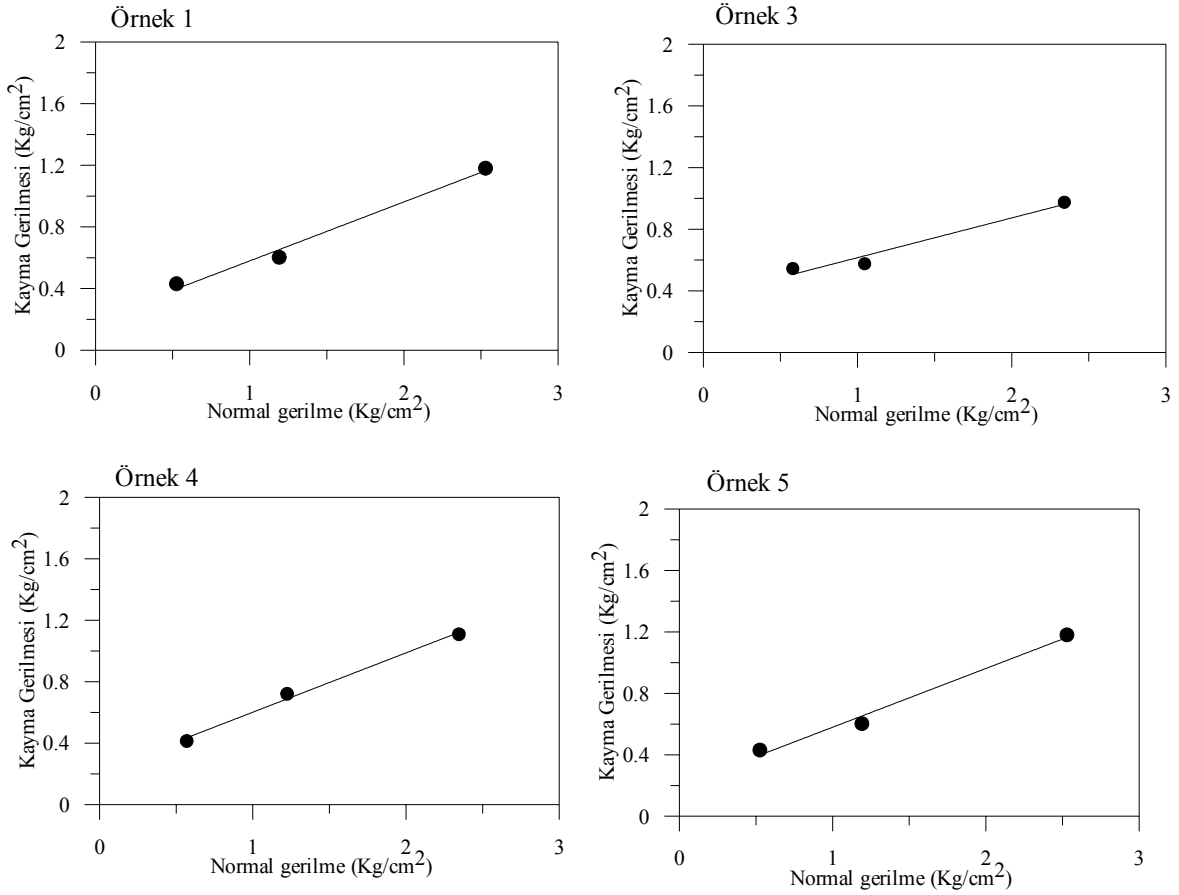 Örnek 1
2
1.6
1.2
0.8
0.4
0
Kayma Gerilmesi (Kg/cm2)
0 1 2 3
Normal gerilme (Kg/cm2)
Örnek 3
2
1.6
1.2
0.8
0.4
0
Kayma Gerilmesi (Kg/cm2)
0 1 2 3
Normal gerilme (Kg/cm2)
Örnek 4
2
1.6
1.2
0.8
0.4
0
Kayma Gerilmesi (Kg/cm2)
0 1 2 3
Normal gerilme (Kg/cm2)
Örnek 5
2
1.6
1.2
0.8
0.4
0
Kayma Gerilmesi (Kg/cm2)
0 1 2 3
Normal gerilme (Kg/cm2)